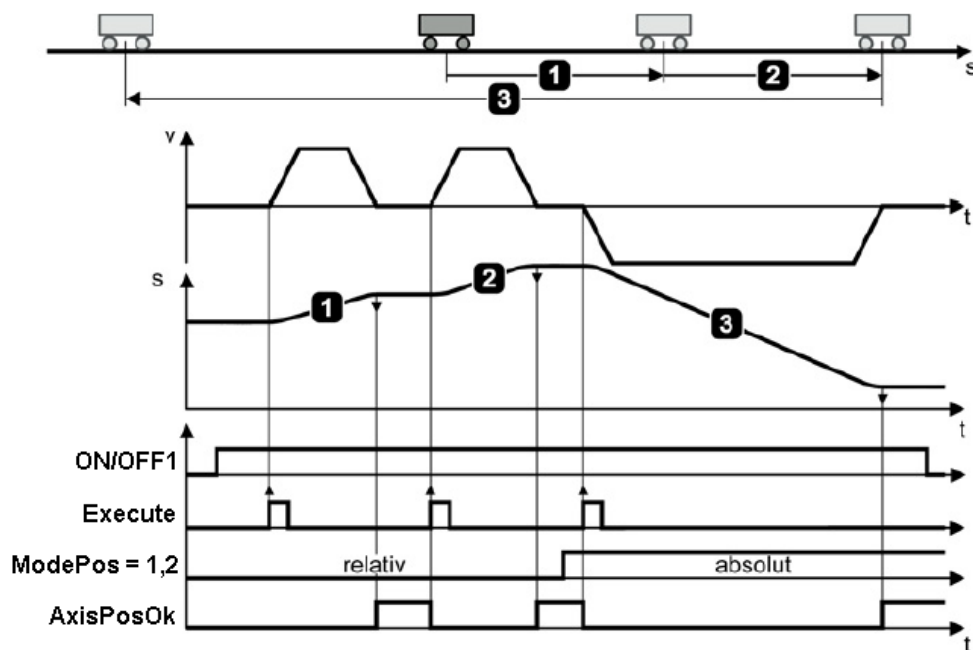 s
1
2
3
v
t
s
1
2
3
t
ON/OFF1
Execute
ModePos = 1,2
relativ
absolut
AxisPosOk
t